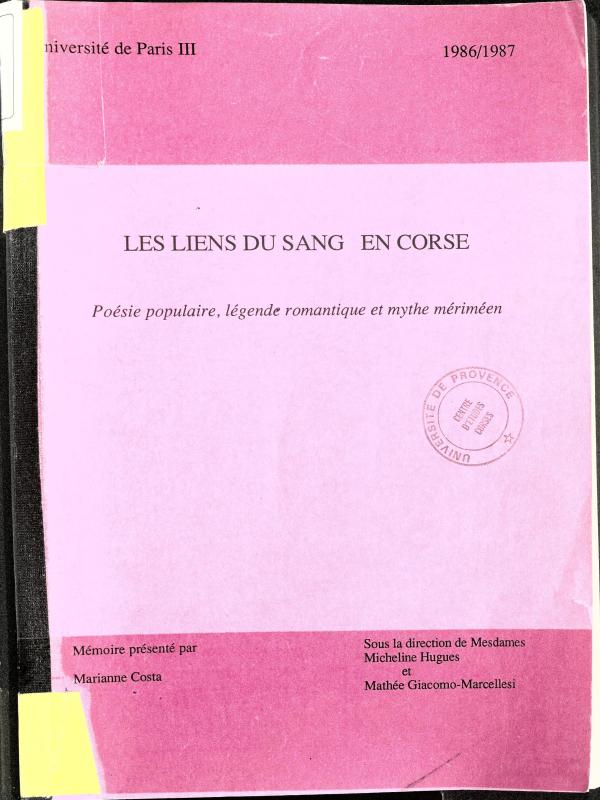 niversité de Paris III
1986/1987
LES LIENS DU SANG EN CORSE
Poésie populaire, légende romantique et mythe mériméen
UNIVERSITÉ DE PROVENCE
CENTRE
D'ETUDES
CORSES
Mémoire présenté par
Marianne Costa
Sous la direction de Mesdames
Micheline Hugues
et
Mathée Giacomo-Marcellesi